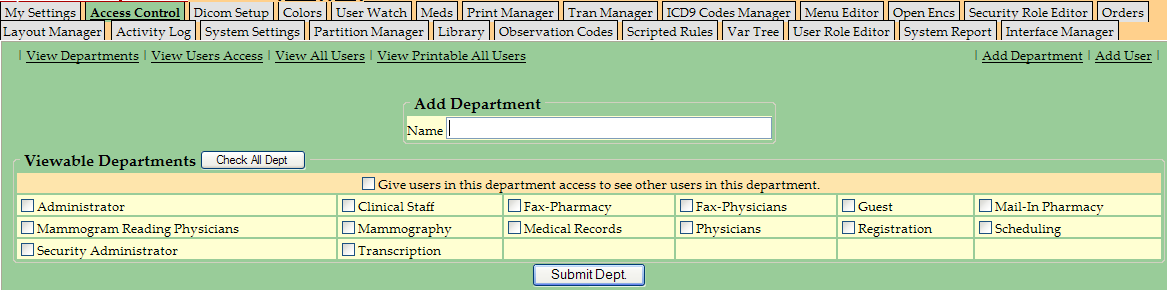 My Settings Access Control Dicom Setup Colors User Watch Meds Print Manager Tran Manager ICD9 Codes Manager Menu Editor Open Encs Security Role Editor Orders
Layout Manager Activity Log System Settings Partition Manager Library Observation Codes Scripted Rules Var Tree User Role Editor System Report Interface Manager
| View Departments | View Users Access | View All Users | View Printable All Users | Add Department | Add User |
Add Department
Name
Viewable Departments Check All Dept
Give users in this department access to see other users in this department.
Administrator Clinical Staff Fax-Pharmacy Fax-Physicians Guest Mail-In Pharmacy
Mammogram Reading Physicians Mammography Medical Records Physicians Registration Scheduling
Security Administrator Transcription
Submit Dept.